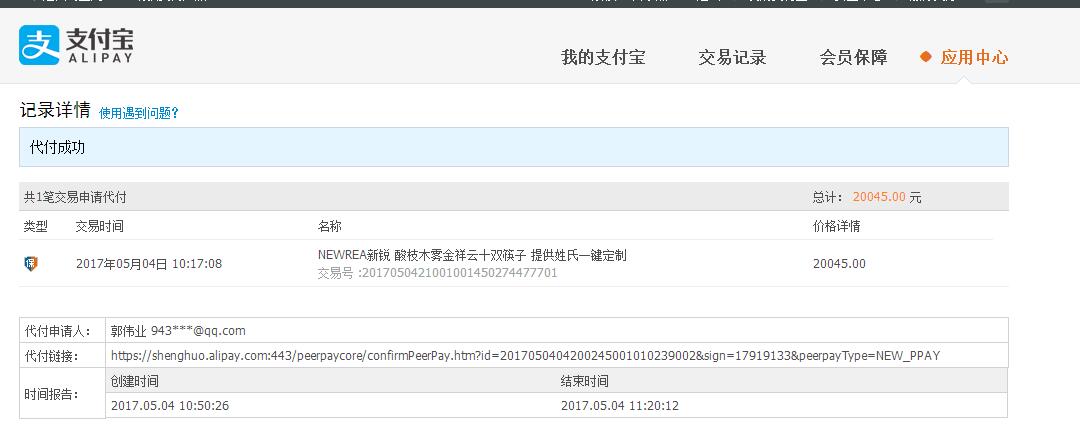 支付宝
ALIPAY
我的支付宝 交易记录 会员保障 应用中心
记录详情 使用遇到问题?
代付成功
共1笔交易申请代付 总计： 20045.00 元
类型 交易时间 名称 价格详情
保 2017年05月04日 10:17:08 NEWREA新锐 酸枝木雾金祥云十双筷子 提供姓氏一键定制 20045.00
交易号 :2017050421001001450274477701
代付申请人： 郭伟业 943***@qq.com
代付链接： https://shenghuo.alipay.com:443/peerpaycore/confirmPeerPay.htm?id=2017050404200245001010239002&sign=17919133&peerpayType=NEW_PPAY
时间报告： 创建时间 结束时间
2017.05.04 10:50:26 2017.05.04 11:20:12